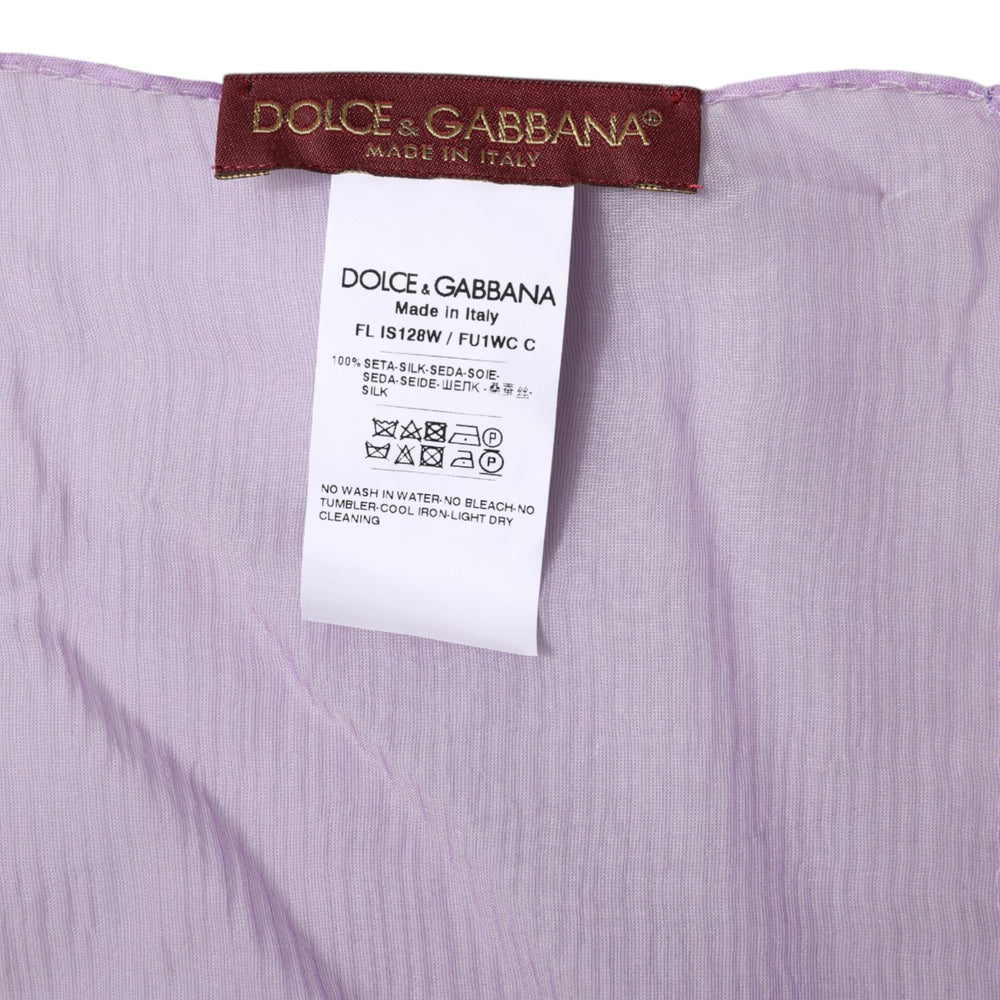 DOLCE & GABBANA®
MADE IN ITALY
DOLCE & GABBANA
Made in Italy
FL IS128W / FU1WC C
100% SETA-SILK-SEDA-SOIE-
SEDA-SEIDE-ШЕЛК -桑蚕丝-
SILK
P
P
NO WASH IN WATER-NO BLEACH-NO
TUMBLER-COOL IRON-LIGHT DRY
CLEANING